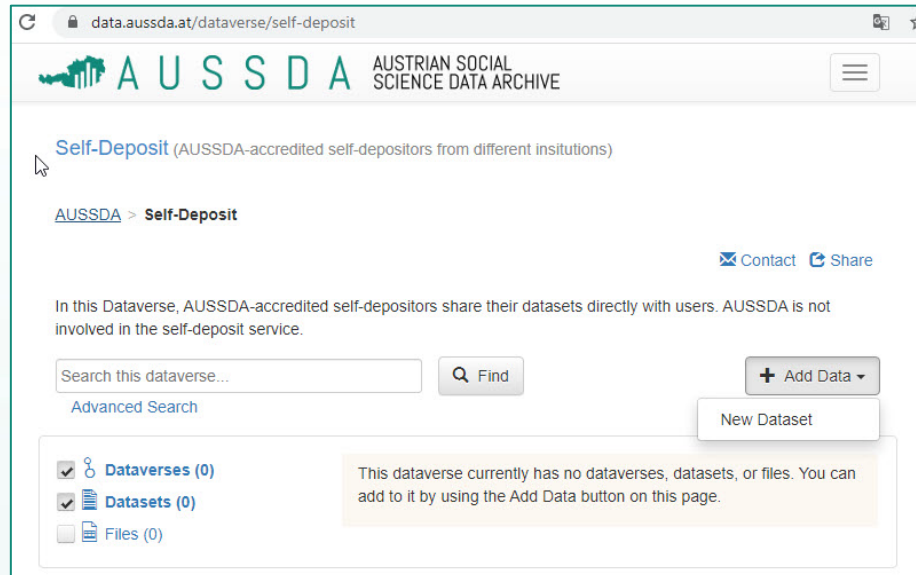 data.aussda.at/dataverse/self-deposit
AUSSDA AUSTRIAN SOCIAL
SCIENCE DATA ARCHIVE
Self-Deposit (AUSSDA-accredited self-depositors from different insitutions)
AUSSDA > Self-Deposit
Contact Share
In this Dataverse, AUSSDA-accredited self-depositors share their datasets directly with users. AUSSDA is not
involved in the self-deposit service.
Search this dataverse... Find Add Data
Advanced Search
New Dataset
Dataverses (0)
Datasets (0)
Files (0)
This dataverse currently has no dataverses, datasets, or files. You can
add to it by using the Add Data button on this page.